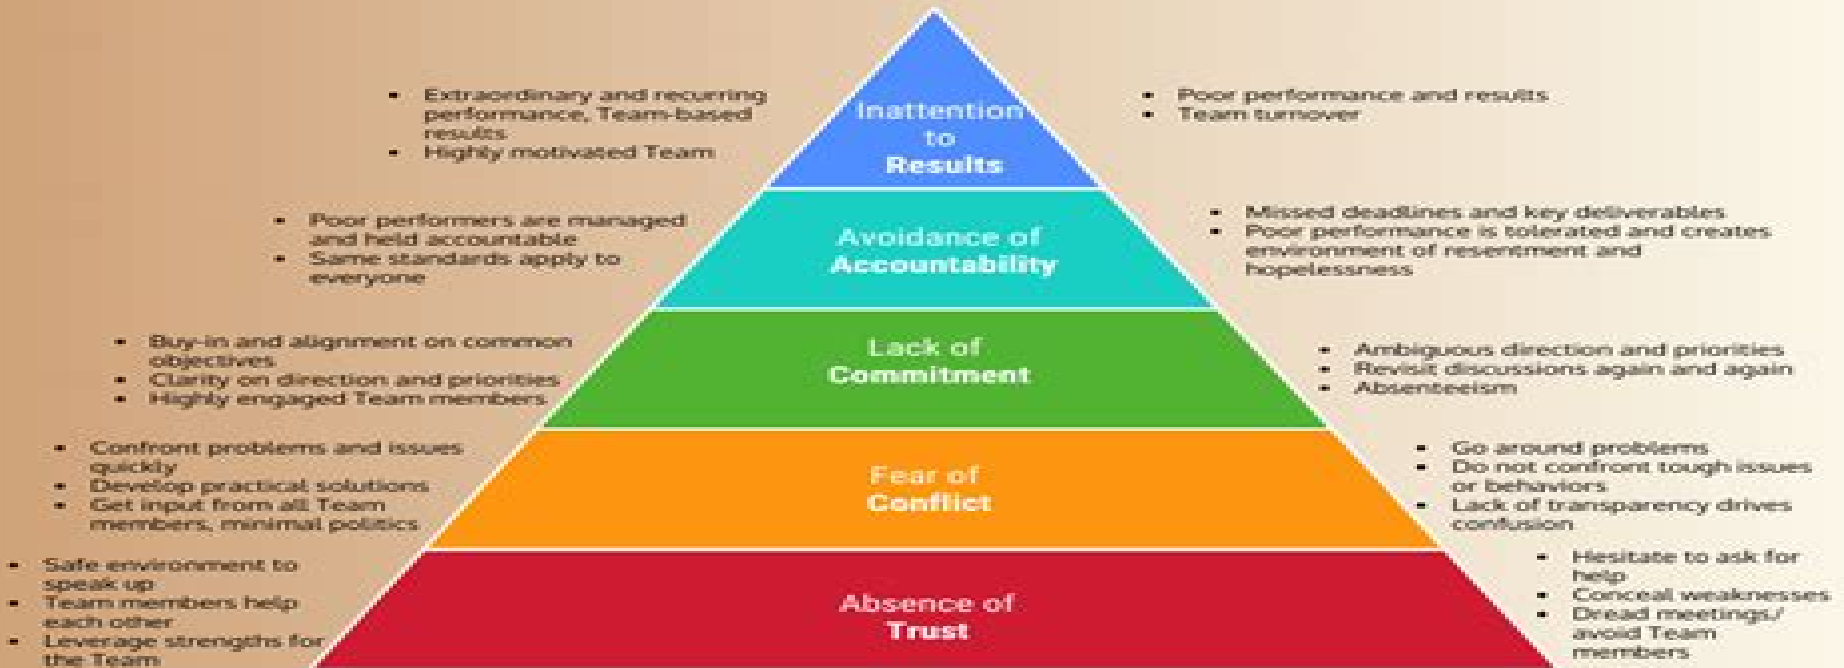 • Extraordinary and recurring
performance, Team-based
results
• Highly motivated Team
Inattention
to
Results
• Poor performance and results
• Team turnover
• Poor performers are managed
and held accountable
• Same standards apply to
everyone
Avoidance of
Accountability
• Missed deadlines and key deliverables
• Poor performance is tolerated and creates
environment of resentment and
hopelessness
• Buy-in and alignment on common
objectives
• Clarity on direction and priorities
• Highly engaged Team members
Lack of
Commitment
• Ambiguous direction and priorities
• Revisit discussions again and again
• Absenteeism
• Confront problems and issues
quickly
• Develop practical solutions
• Get input from all Team
members, minimal politics
Fear of
Conflict
• Go around problems
• Do not confront tough issues
or behaviors
• Lack of transparency drives
confusion
• Safe environment to
speak up
• Team members help
each other
• Leverage strengths for
the Team
Absence of
Trust
• Hesitate to ask for
help
• Conceal weaknesses
• Dread meetings/
avoid Team
members